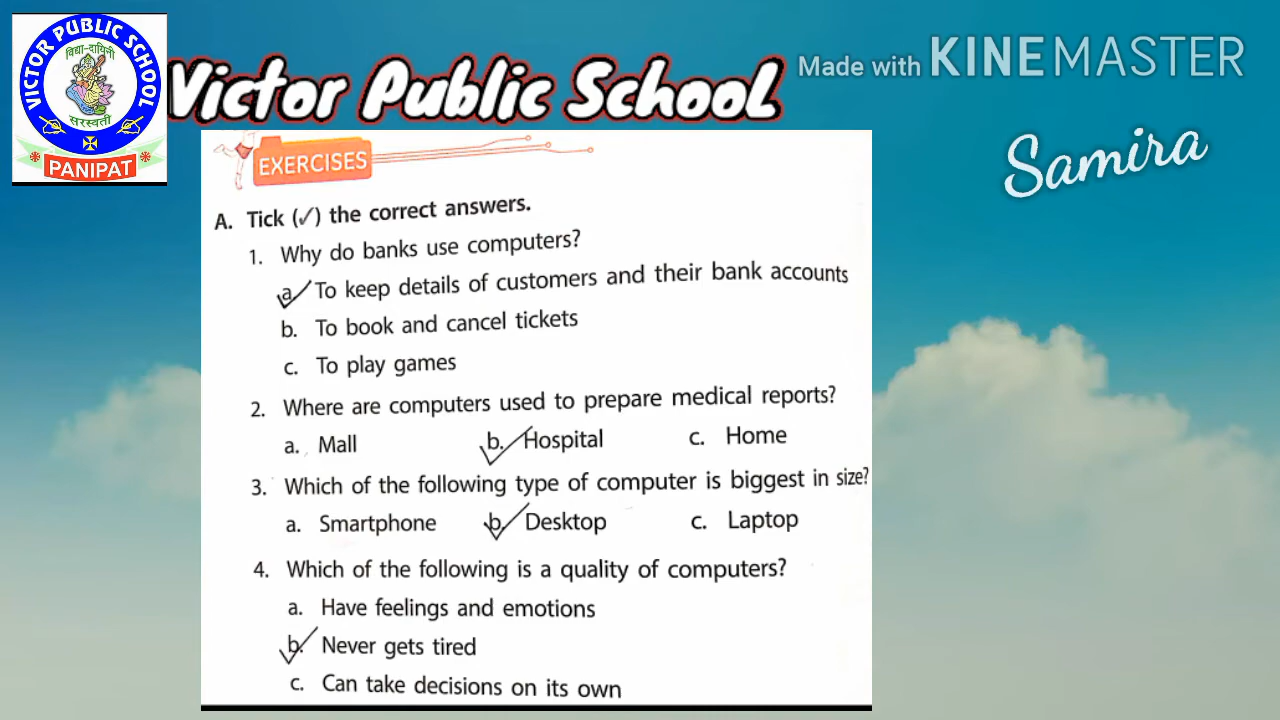 VICTOR PUBLIC SCHOOL
विद्या-दायिनी
सरस्वती
PANIPAT
Victor Public School
Made with KINEMASTER
Samira
EXERCISES
A. Tick (✓) the correct answers.
1. Why do banks use computers?
a. To keep details of customers and their bank accounts
b. To book and cancel tickets
c. To play games
2. Where are computers used to prepare medical reports?
a. Mall b. Hospital c. Home
3. Which of the following type of computer is biggest in size?
a. Smartphone b. Desktop c. Laptop
4. Which of the following is a quality of computers?
a. Have feelings and emotions
b. Never gets tired
c. Can take decisions on its own